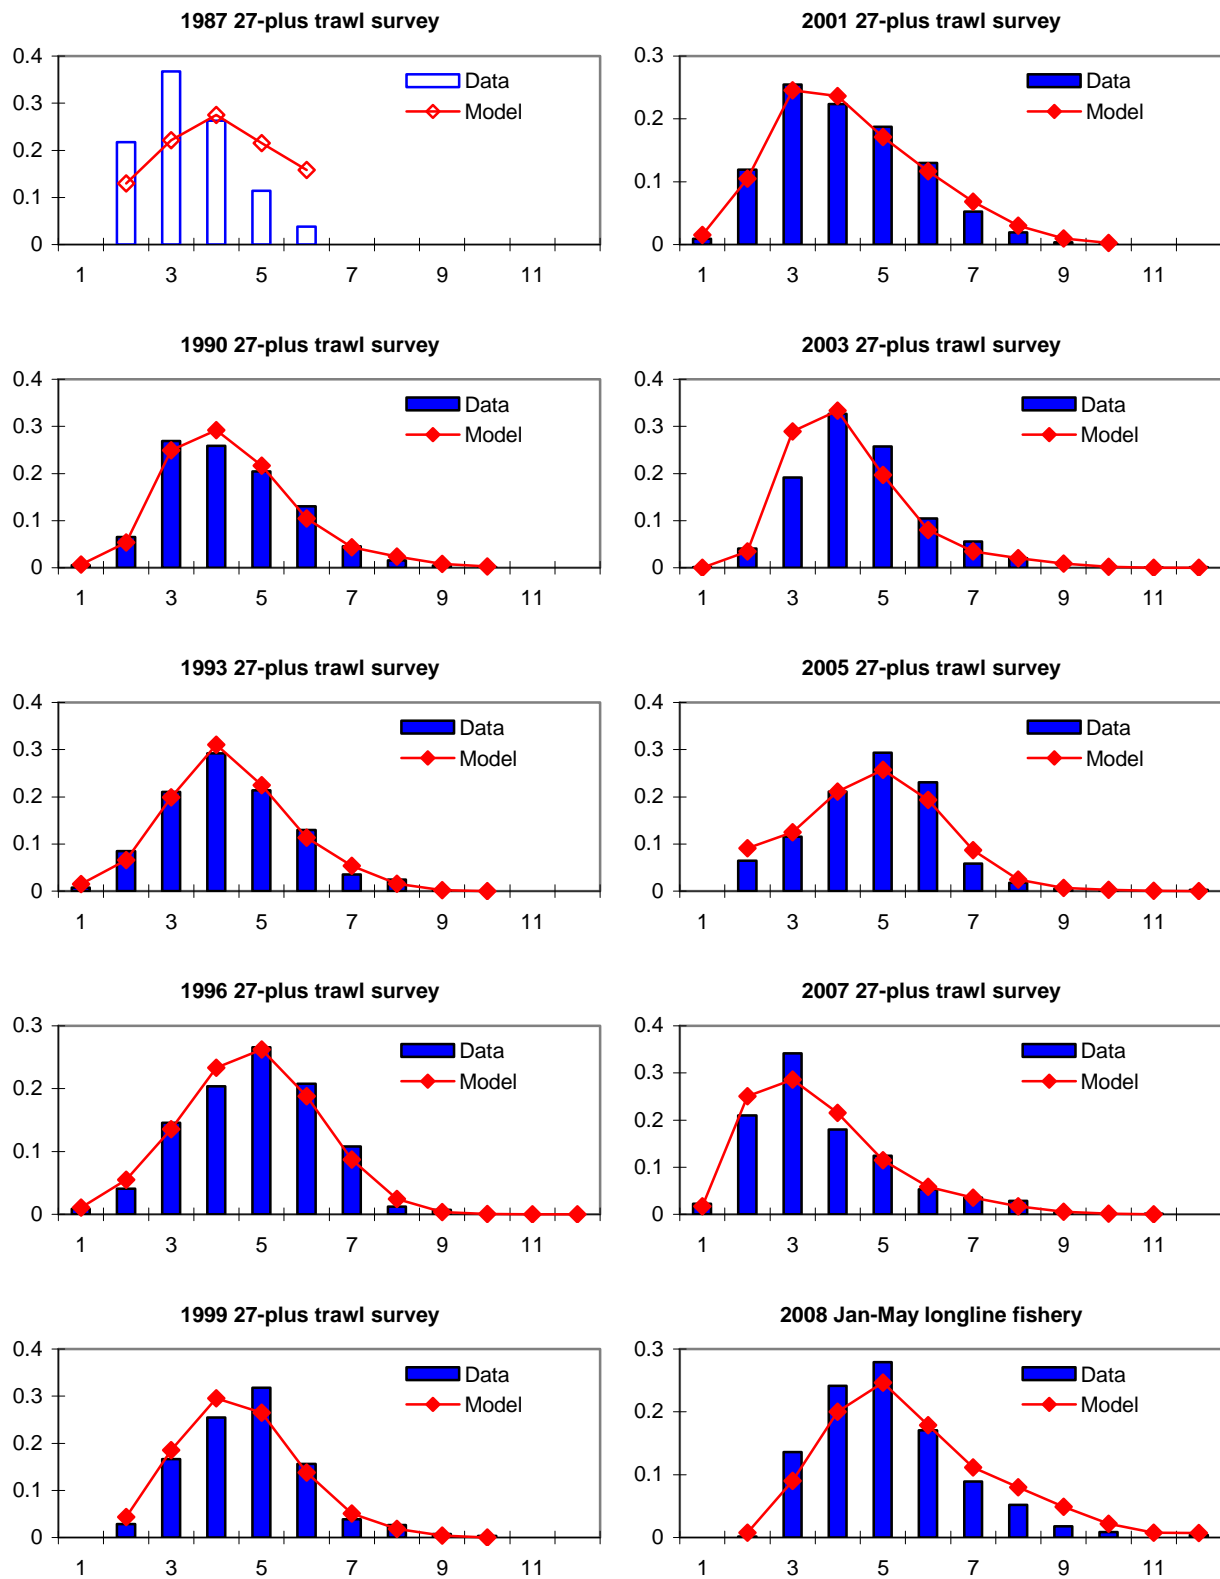 1987 27-plus trawl survey
0.4
0.3
0.2
0.1
0
Data
Model
1 3 5 7 9 11
1990 27-plus trawl survey
0.4
0.3
0.2
0.1
0
Data
Model
1 3 5 7 9 11
1993 27-plus trawl survey
0.4
0.3
0.2
0.1
0
Data
Model
1 3 5 7 9 11
1996 27-plus trawl survey
0.3
0.2
0.1
0
Data
Model
1 3 5 7 9 11
1999 27-plus trawl survey
0.4
0.3
0.2
0.1
0
Data
Model
1 3 5 7 9 11
2001 27-plus trawl survey
0.3
0.2
0.1
0
Data
Model
1 3 5 7 9 11
2003 27-plus trawl survey
0.4
0.3
0.2
0.1
0
Data
Model
1 3 5 7 9 11
2005 27-plus trawl survey
0.4
0.3
0.2
0.1
0
Data
Model
1 3 5 7 9 11
2007 27-plus trawl survey
0.4
0.3
0.2
0.1
0
Data
Model
1 3 5 7 9 11
2008 Jan-May longline fishery
0.3
0.2
0.1
0
Data
Model
1 3 5 7 9 11